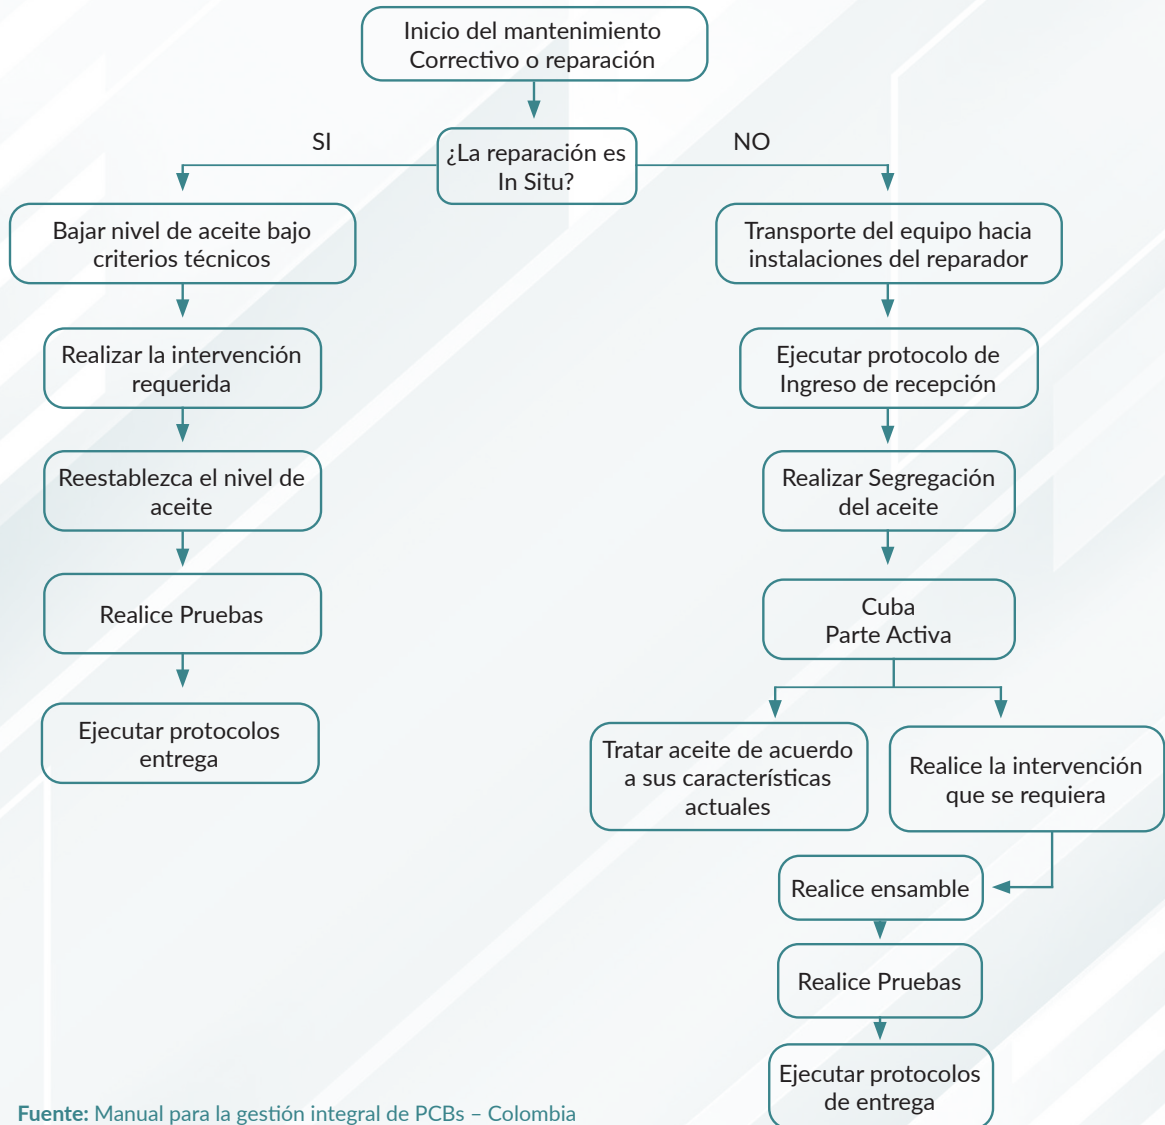 Inicio del mantenimiento
Correctivo o reparación
SI
¿La reparación es
In Situ?
NO
Bajar nivel de aceite bajo
criterios técnicos
Realizar la intervención
requerida
Reestablezca el nivel de
aceite
Realice Pruebas
Ejecutar protocolos
entrega
Transporte del equipo hacia
instalaciones del reparador
Ejecutar protocolo de
Ingreso de recepción
Realizar Segregación
del aceite
Cuba
Parte Activa
Tratar aceite de acuerdo
a sus características
actuales
Realice la intervención
que se requiera
Realice ensamble
Realice Pruebas
Ejecutar protocolos
de entrega
Fuente: Manual para la gestión integral de PCBs – Colombia